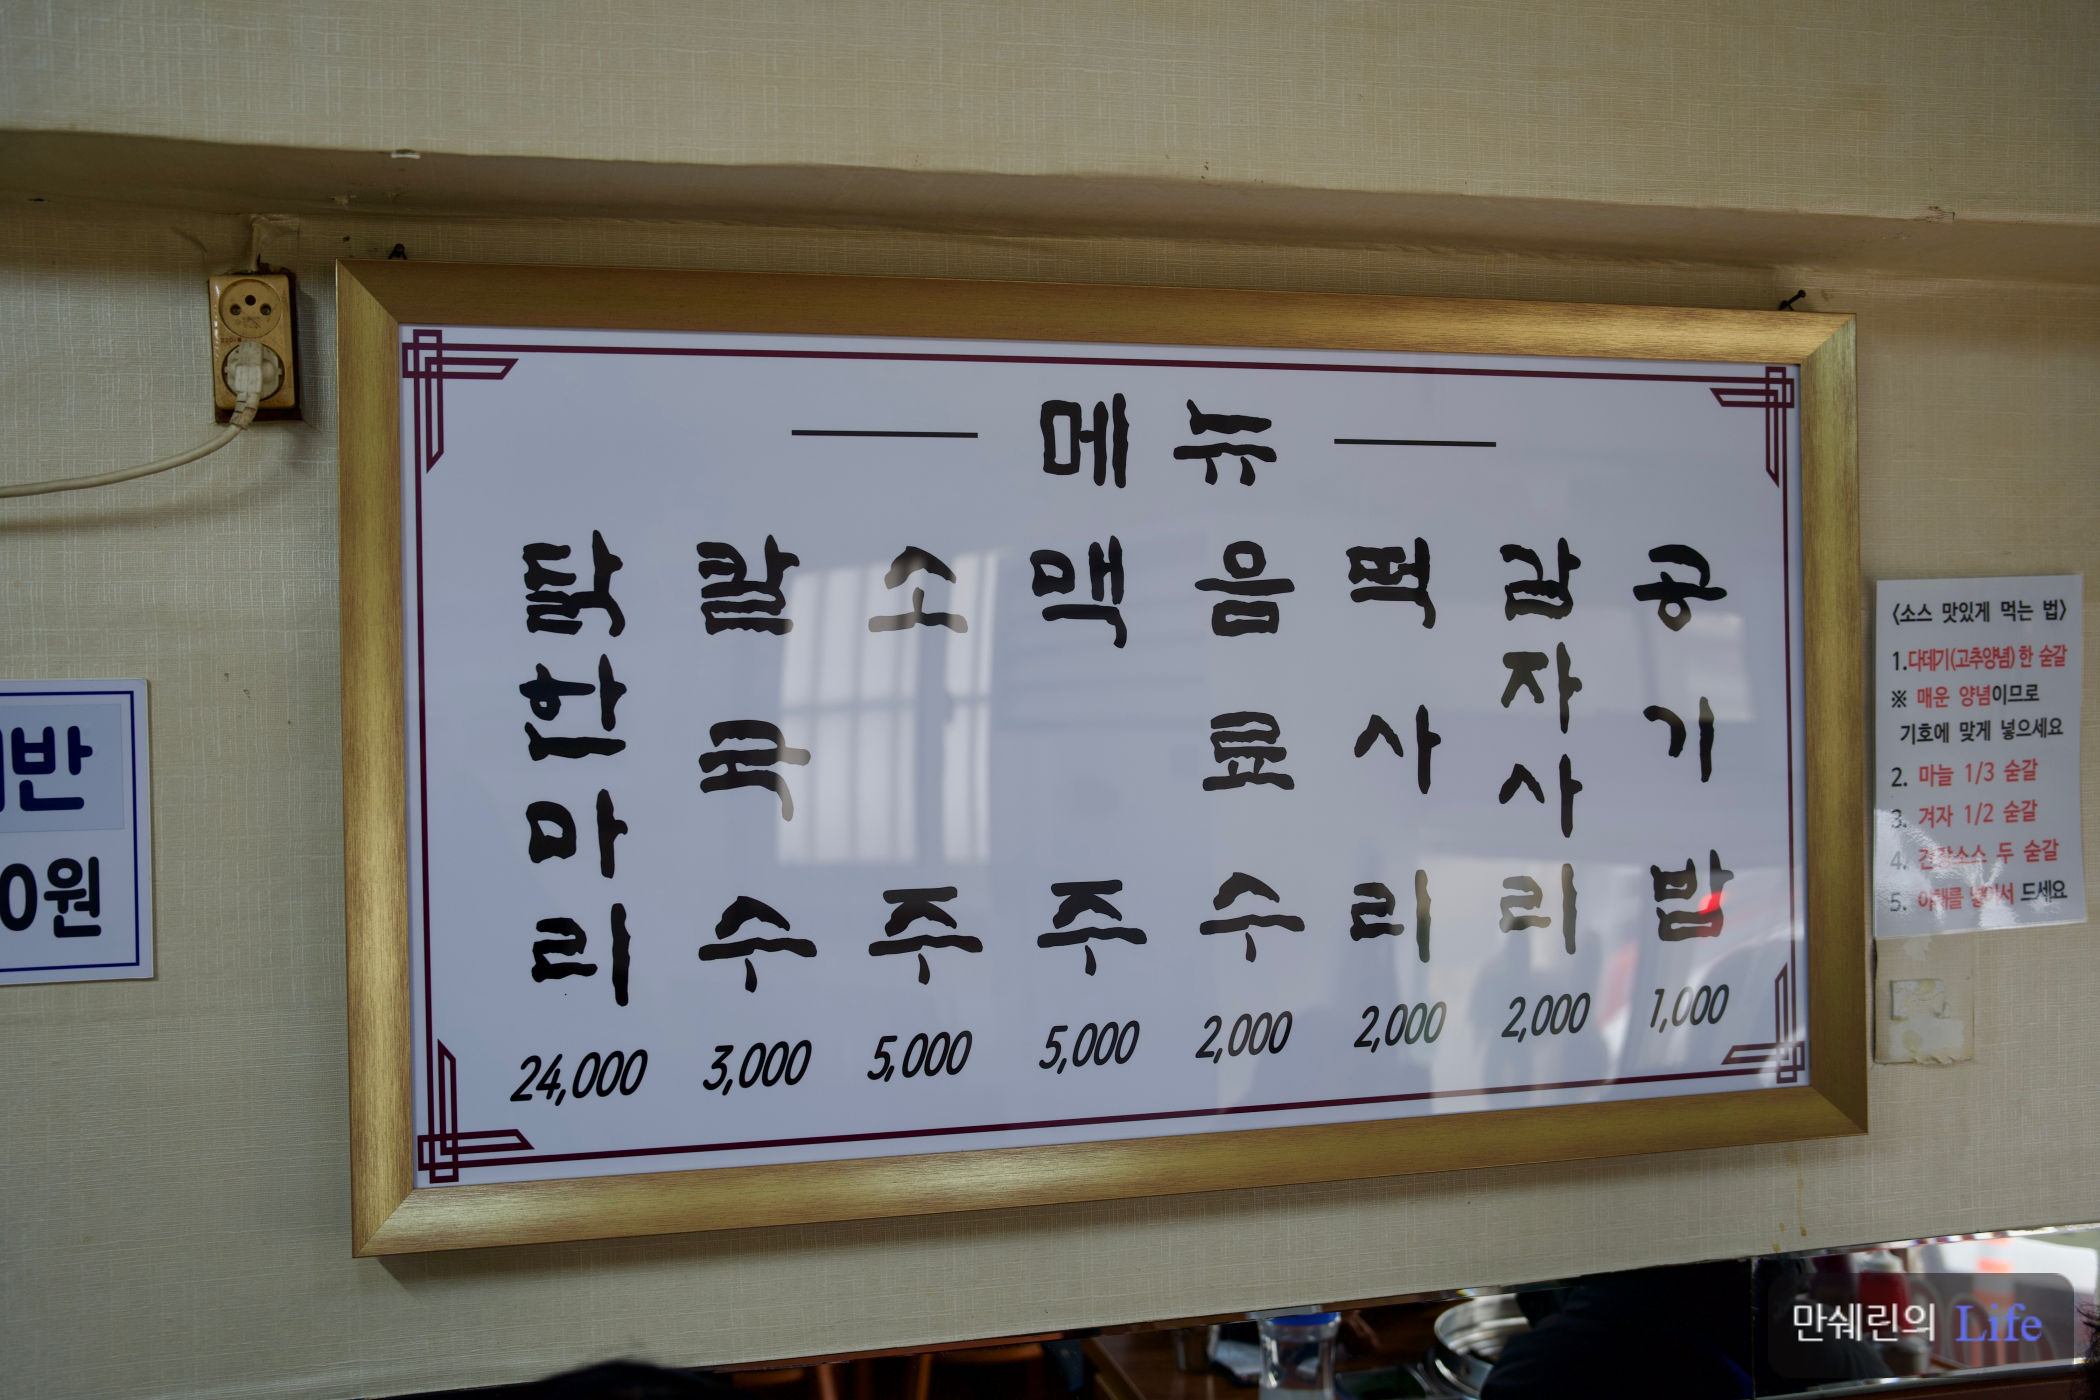 메뉴
닭한마리 24,000
칼국수 3,000
소주 5,000
맥주 5,000
음료수 2,000
떡사리 2,000
감자사리 2,000
공기밥 1,000
반
0원
<소스 맛있게 먹는 법>
1.다데기(고추양념) 한 숟갈
※ 매운 양념이므로
기호에 맞게 넣으세요
2. 마늘 1/3 숟갈
3. 겨자 1/2 숟갈
4. 간장소스 두 숟갈
5. 드세요
만쉐린의 Life